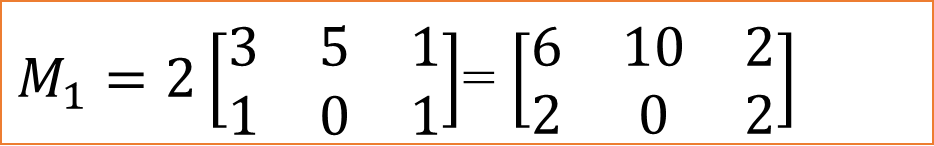 M₁ = 2 [3 5 1] = [6 10 2]
[1 0 1] [2 0 2]